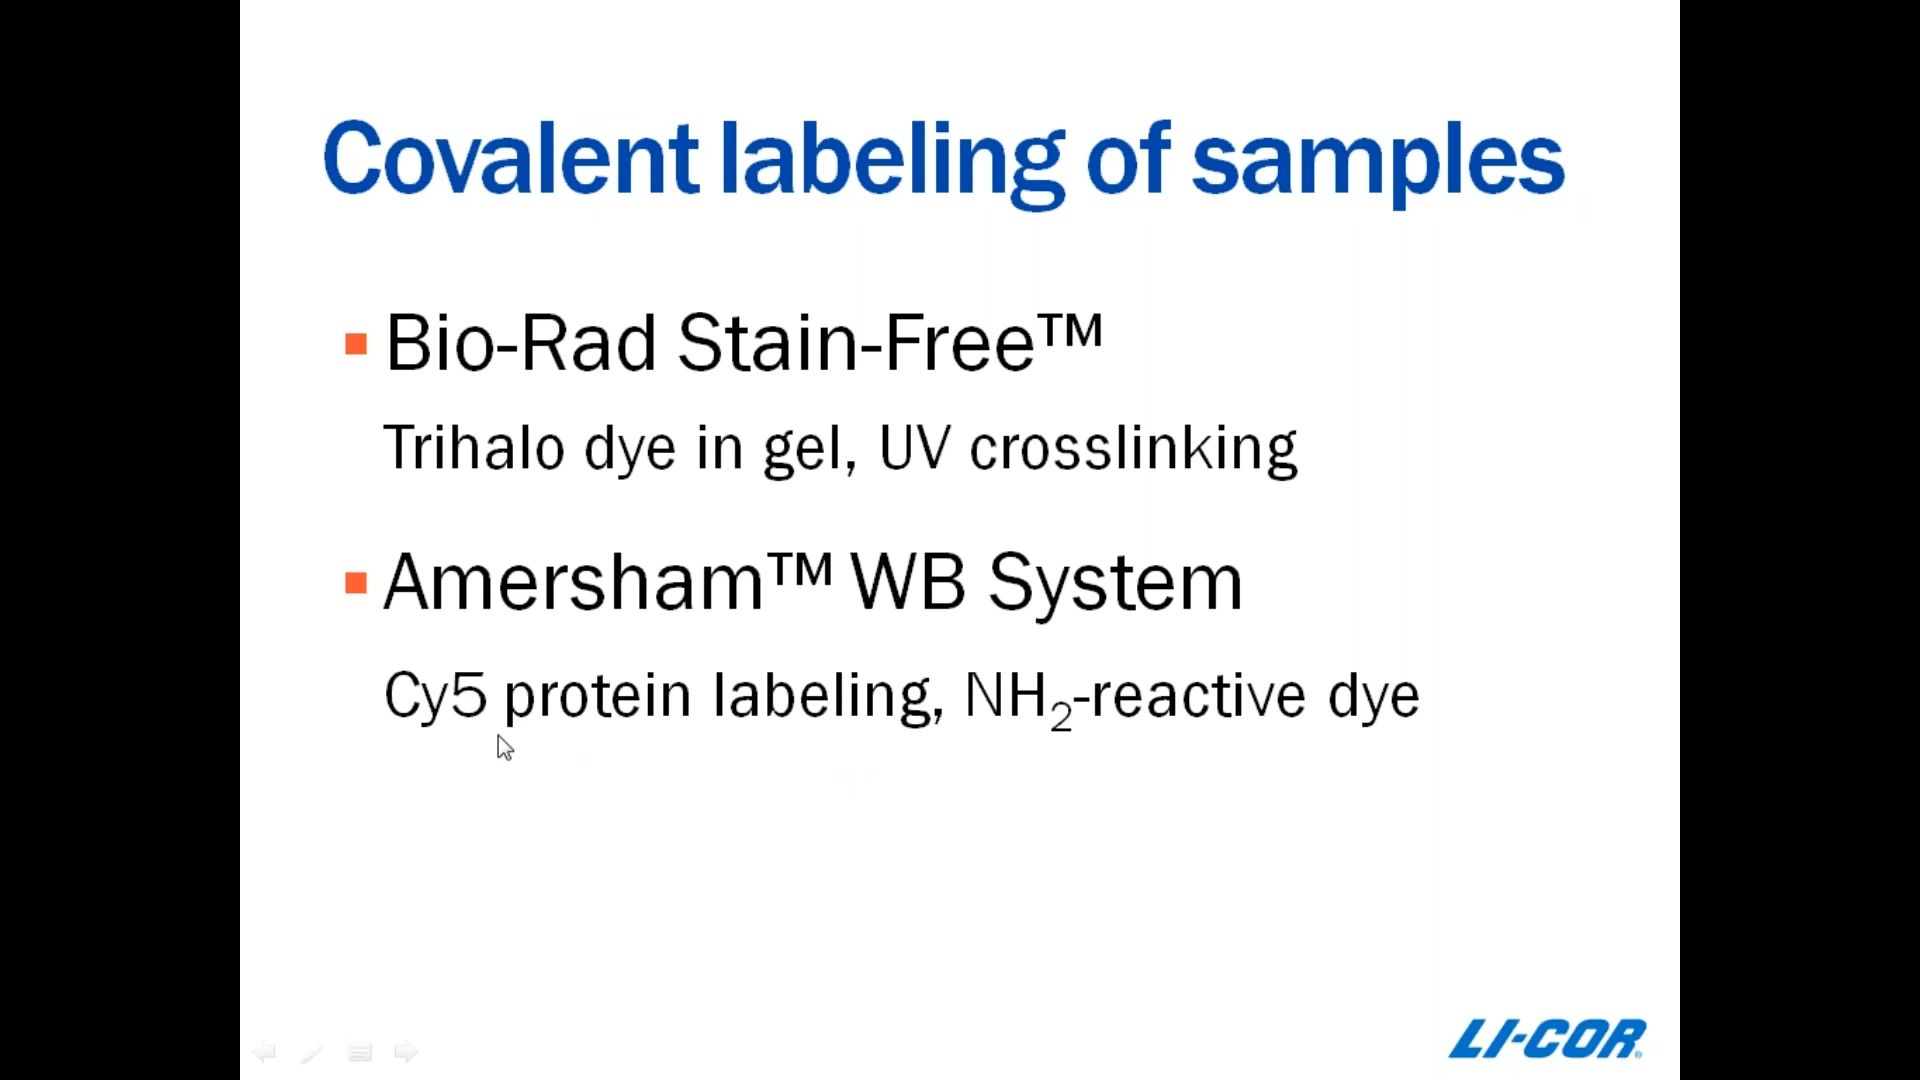 Covalent labeling of samples
Bio-Rad Stain-Free™
Trihalo dye in gel, UV crosslinking
Amersham™ WB System
Cy5 protein labeling, NH₂-reactive dye
LI-COR®